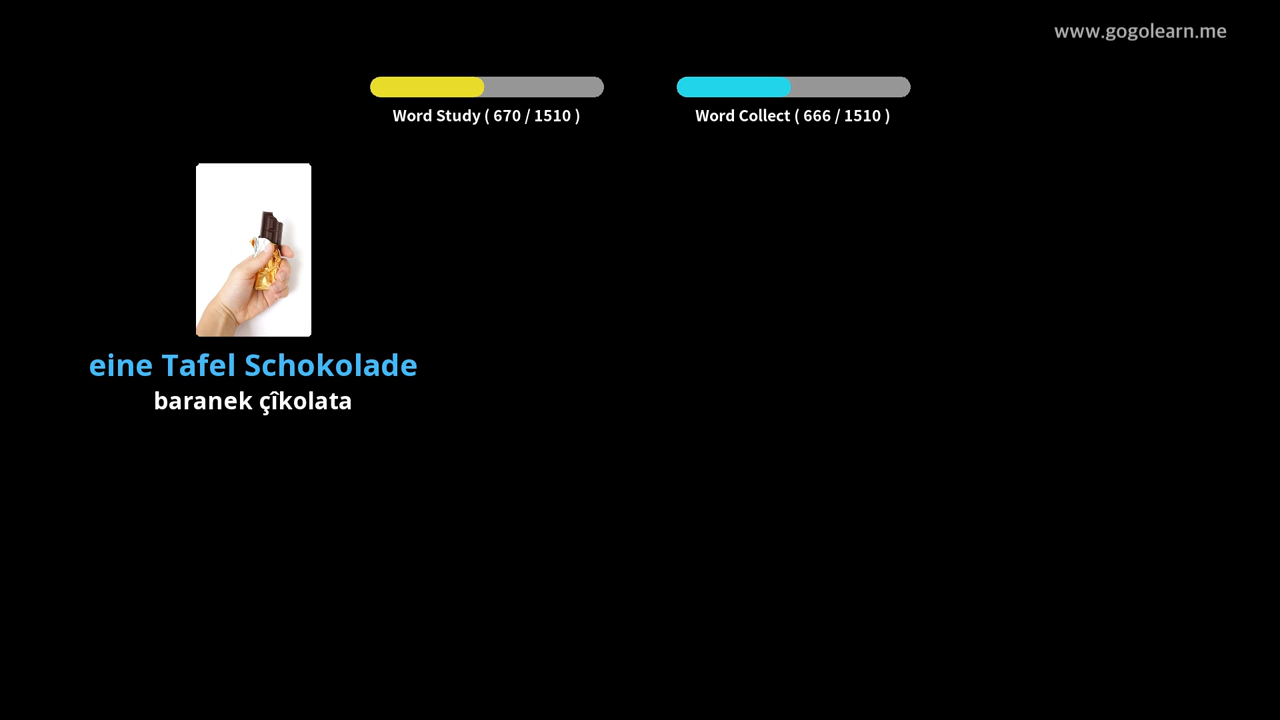 www.gogolearn.me
Word Study ( 670 / 1510 )
Word Collect ( 666 / 1510 )
eine Tafel Schokolade
baranek çîkolata